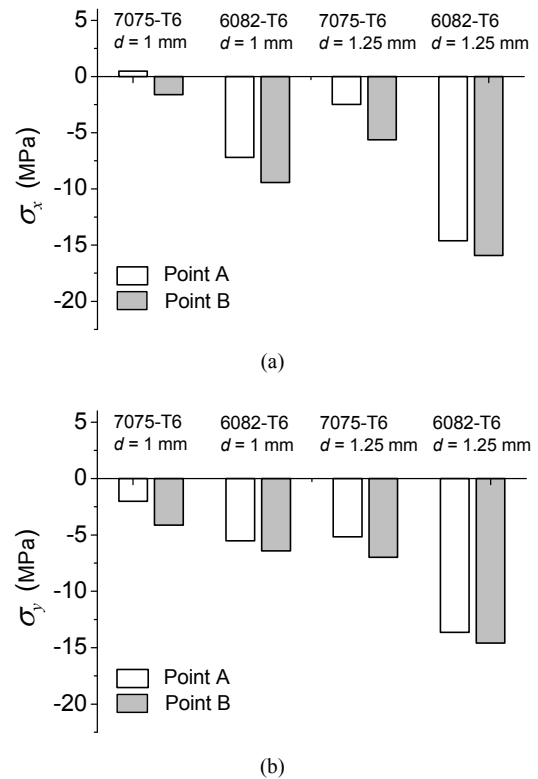 7075-T6 6082-T6 7075-T6 6082-T6
d = 1 mm d = 1 mm d = 1.25 mm d = 1.25 mm
5
0
-5
-10
-15
-20
σx (MPa)
Point A
Point B
(a)
7075-T6 6082-T6 7075-T6 6082-T6
d = 1 mm d = 1 mm d = 1.25 mm d = 1.25 mm
5
0
-5
-10
-15
-20
σy (MPa)
Point A
Point B
(b)